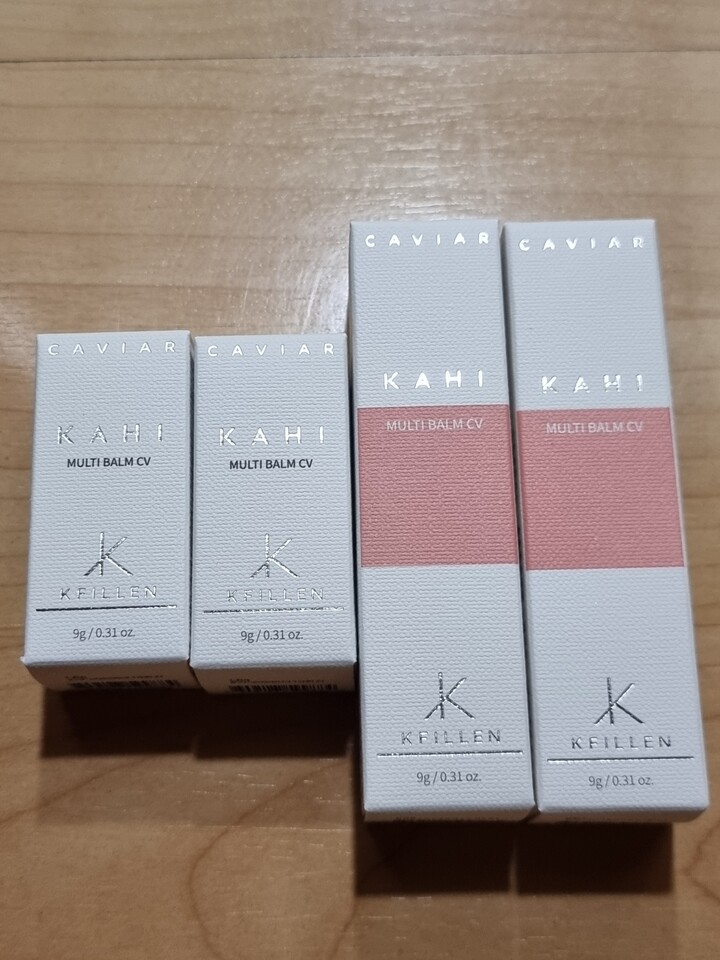 CAVIAR
KAHI
MULTI BALM CV
KFILLEN
9g / 0.31 oz.
CAVIAR
KAHI
MULTI BALM CV
KFILLEN
9g / 0.31 oz.
CAVIAR
KAHI
MULTI BALM CV
KFILLEN
9g / 0.31 oz.
CAVIAR
KAHI
MULTI BALM CV
KFILLEN
9g / 0.31 oz.